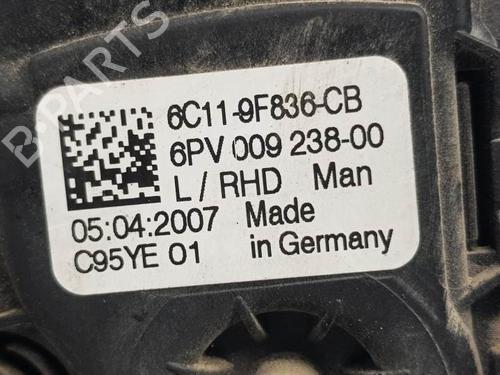 B-PARTS
6C11-9F836-CB
6PV 009 238-00
L / RHD Man
05:04:2007 Made
C95YE 01 in Germany